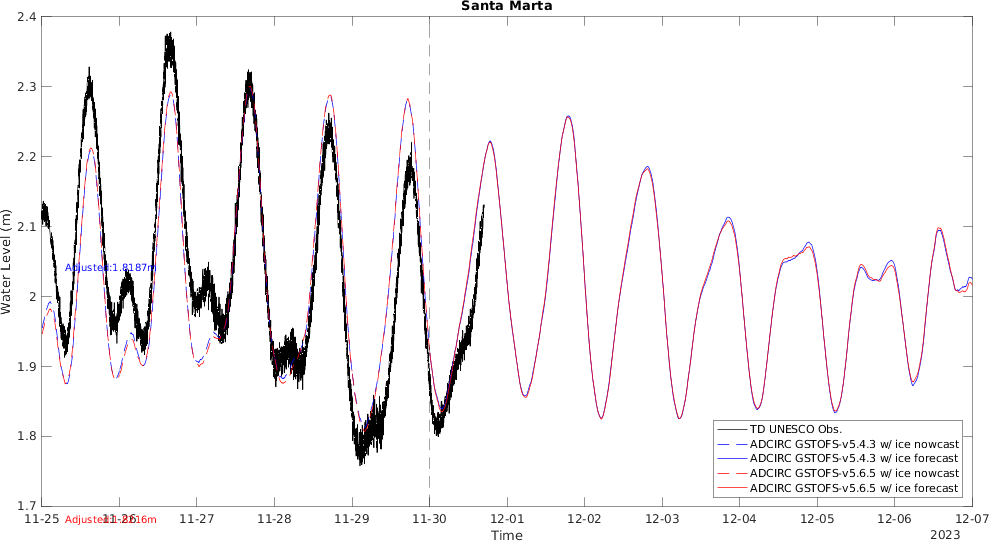 Santa Marta
2.4
2.3
2.2
2.1
2
1.9
1.8
1.7
Water Level (m)
Adjusted:1.8187m
TD UNESCO Obs.
ADCIRC GSTOFS-v5.4.3 w/ ice nowcast
ADCIRC GSTOFS-v5.4.3 w/ ice forecast
ADCIRC GSTOFS-v5.6.5 w/ ice nowcast
ADCIRC GSTOFS-v5.6.5 w/ ice forecast
11-25 11-26 11-27 11-28 11-29 11-30 12-01 12-02 12-03 12-04 12-05 12-06 12-07
Time
2023